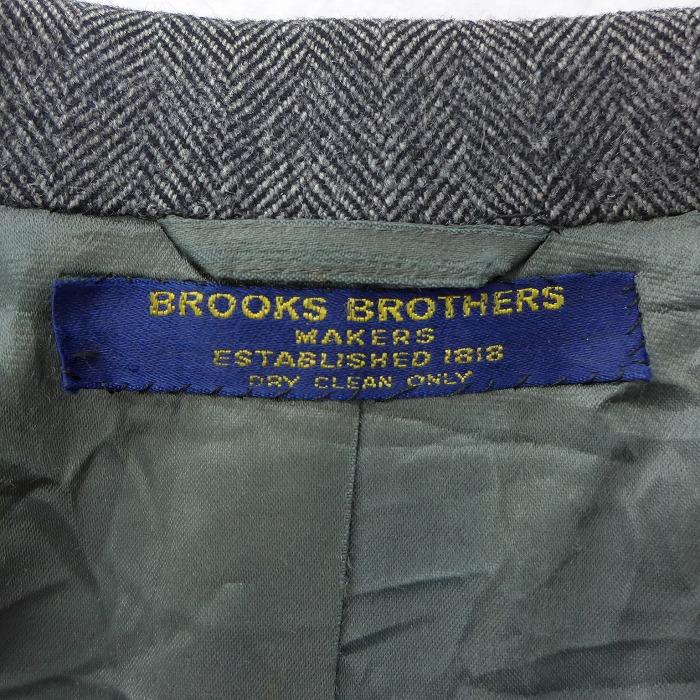 BROOKS BROTHERS
MAKERS
ESTABLISHED 1818
DRY CLEAN ONLY